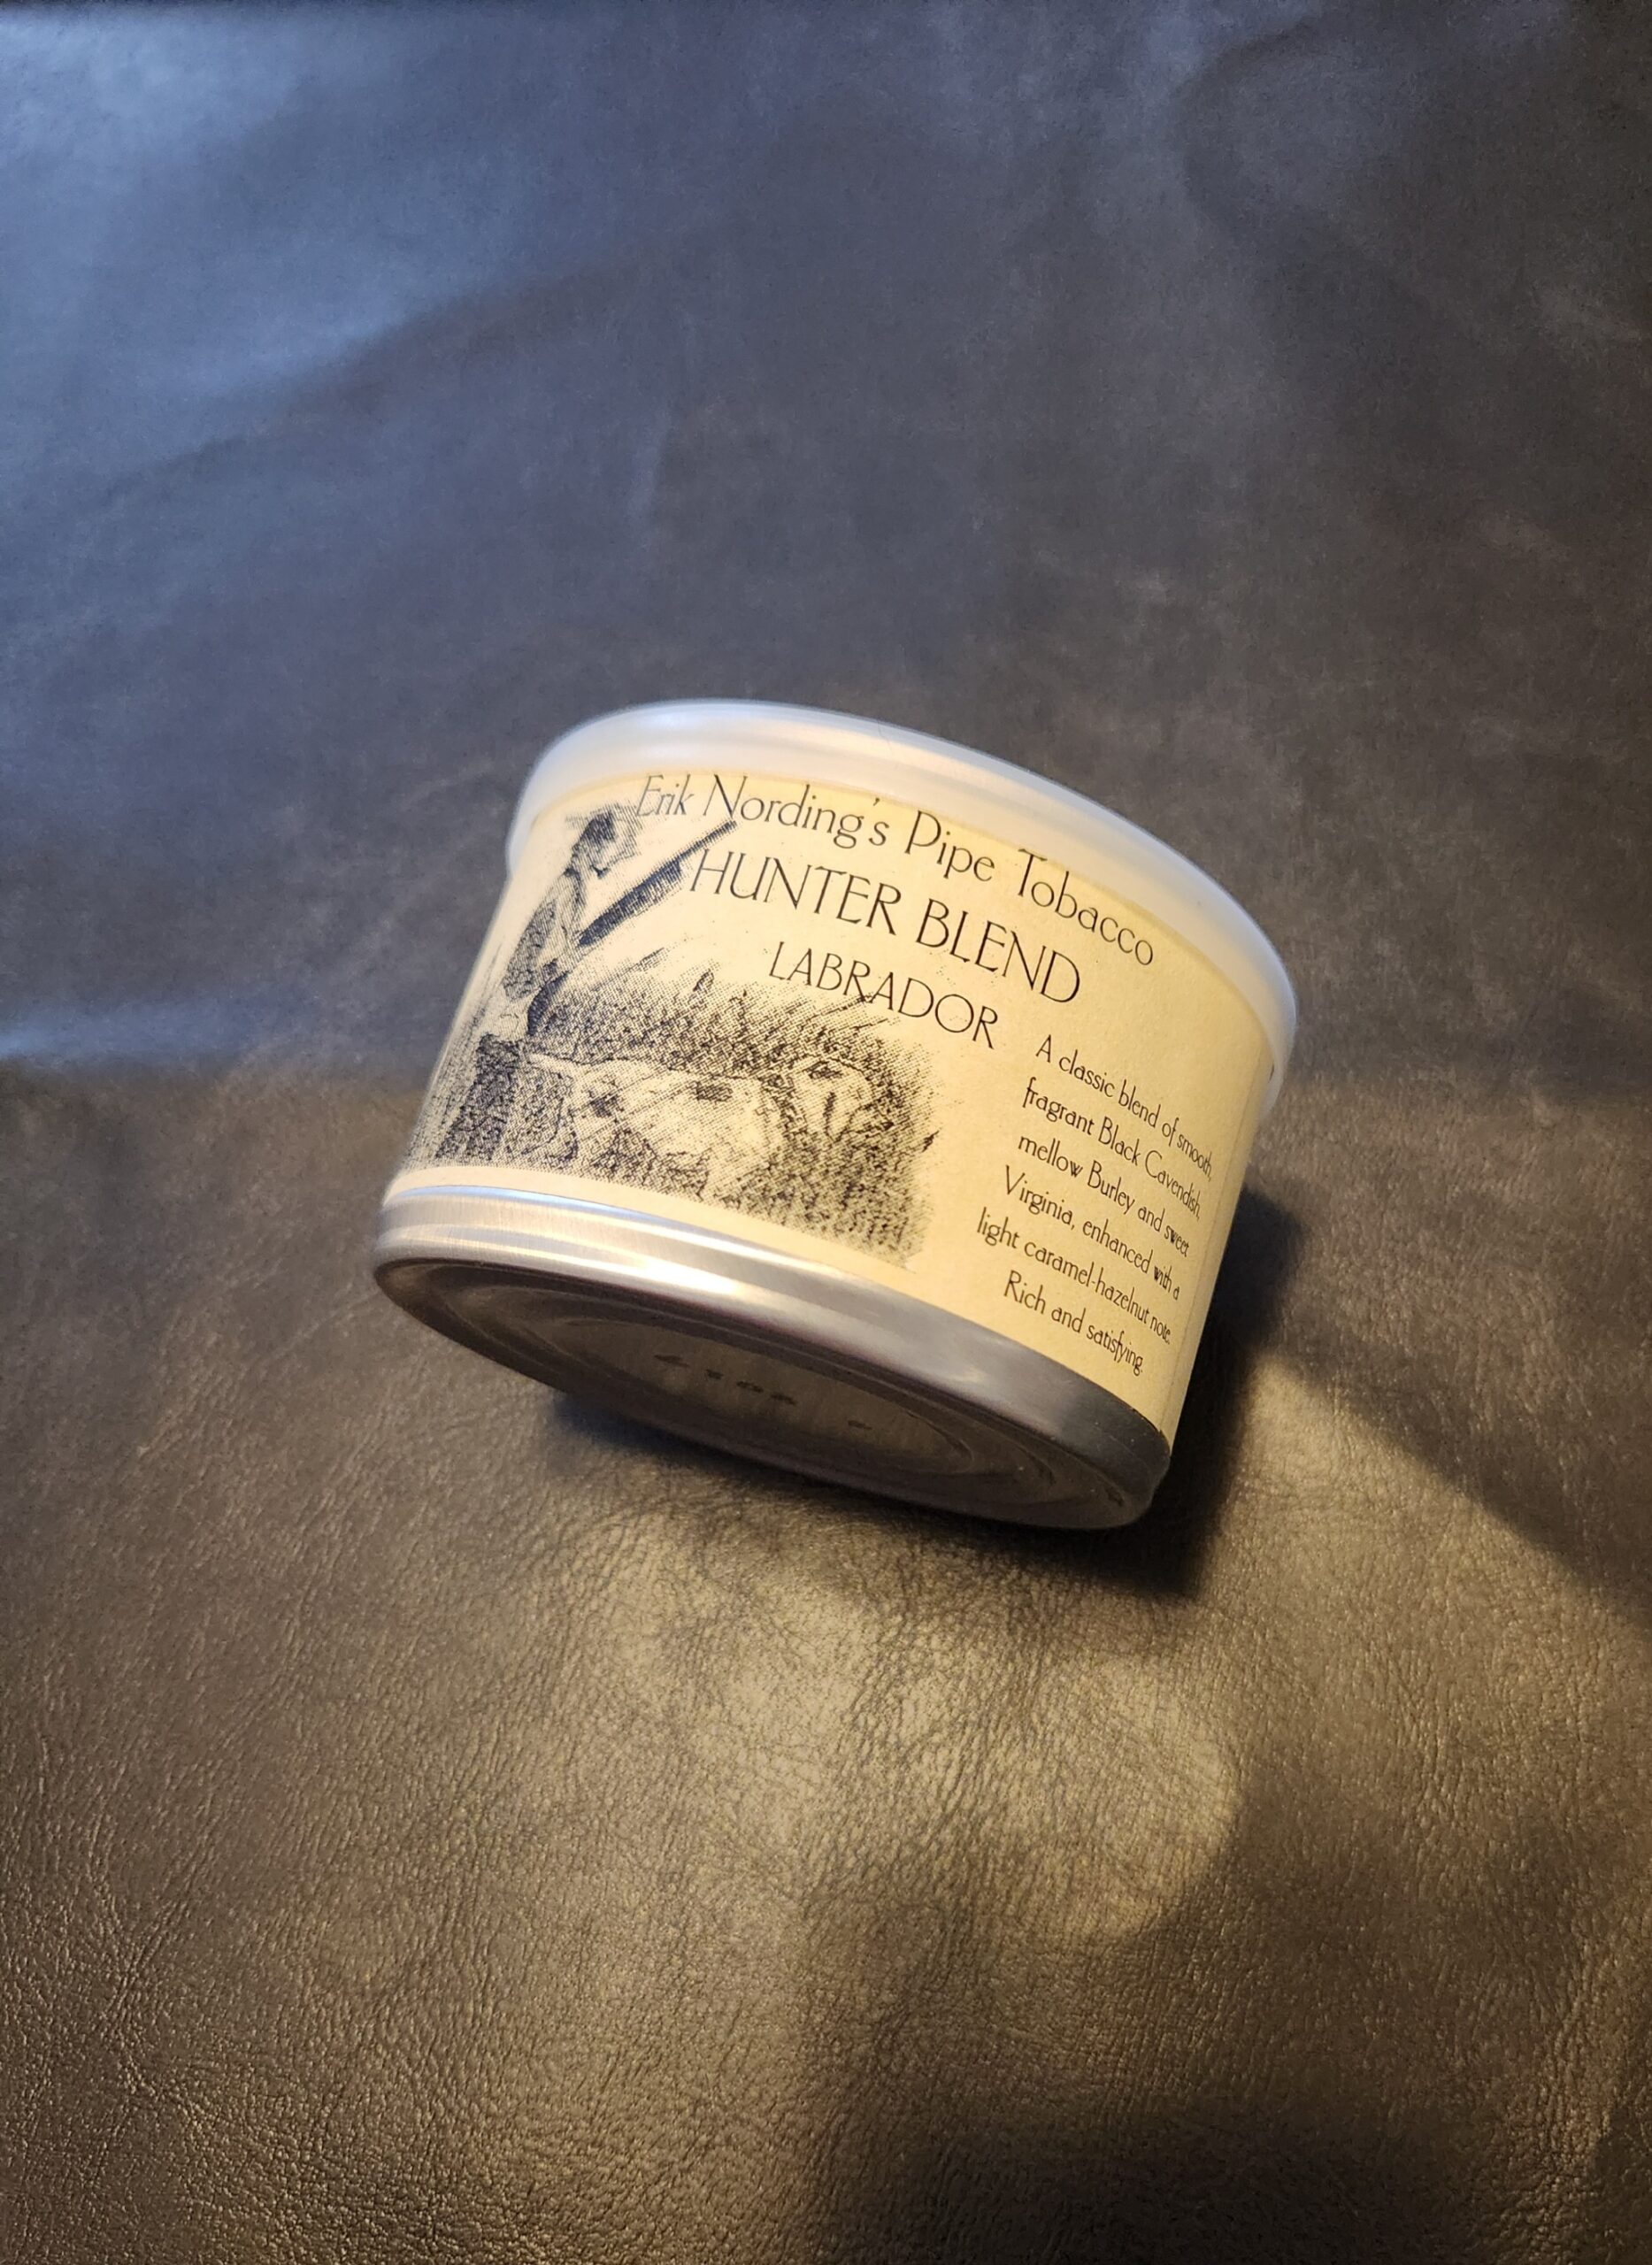 Erik Nording's Pipe Tobacco
HUNTER BLEND
LABRADOR
A classic blend of smooth,
fragrant Black Cavendish,
mellow Burley and sweet
Virginia, enhanced with a
light caramel-hazelnut note.
Rich and satisfying.